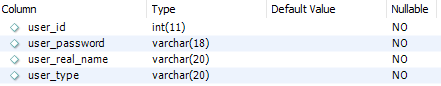 Column Type Default Value Nullable
user_id int(11) NO
user_password varchar(18) NO
user_real_name varchar(20) NO
user_type varchar(20) NO